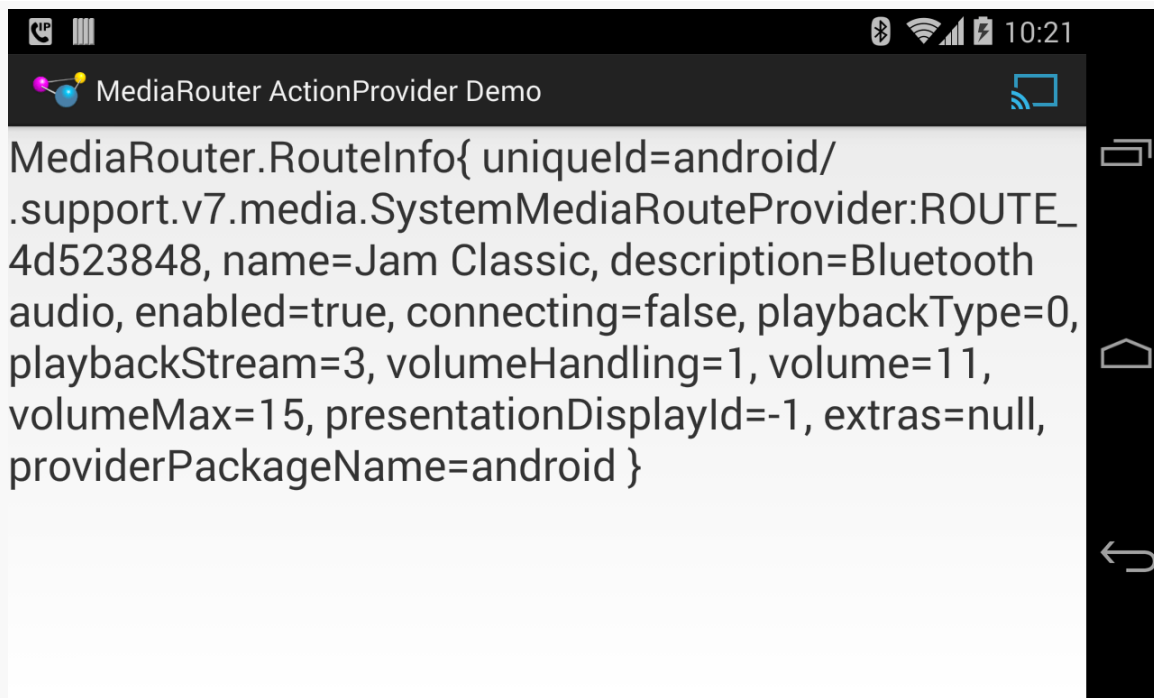 IP
10:21
MediaRouter ActionProvider Demo
MediaRouter.RouteInfo{ uniqueId=android/
.support.v7.media.SystemMediaRouteProvider:ROUTE_
4d523848, name=Jam Classic, description=Bluetooth
audio, enabled=true, connecting=false, playbackType=0,
playbackStream=3, volumeHandling=1, volume=11,
volumeMax=15, presentationDisplayId=-1, extras=null,
providerPackageName=android }